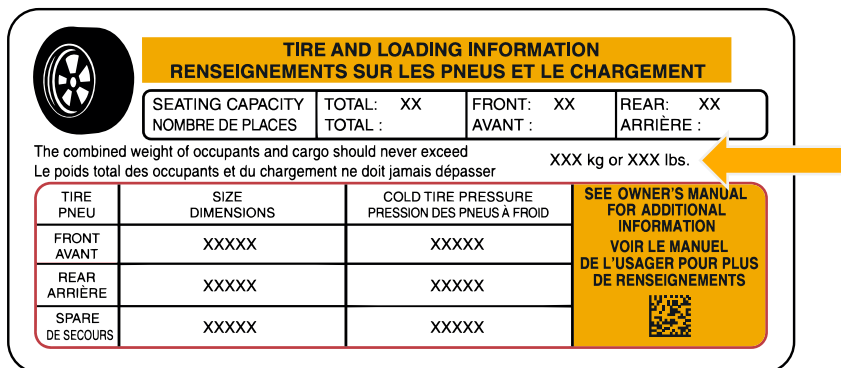 TIRE AND LOADING INFORMATION
RENSEIGNEMENTS SUR LES PNEUS ET LE CHARGEMENT
SEATING CAPACITY TOTAL: XX FRONT: XX REAR: XX
NOMBRE DE PLACES TOTAL : AVANT : ARRIÈRE :
The combined weight of occupants and cargo should never exceed XXX kg or XXX lbs.
Le poids total des occupants et du chargement ne doit jamais dépasser
TIRE SIZE COLD TIRE PRESSURE
PNEU DIMENSIONS PRESSION DES PNEUS À FROID
FRONT XXXXX XXXXX
AVANT
REAR XXXXX XXXXX
ARRIÈRE
SPARE XXXXX XXXXX
DE SECOURS
SEE OWNER'S MANUAL
FOR ADDITIONAL
INFORMATION
VOIR LE MANUEL
DE L'USAGER POUR PLUS
DE RENSEIGNEMENTS